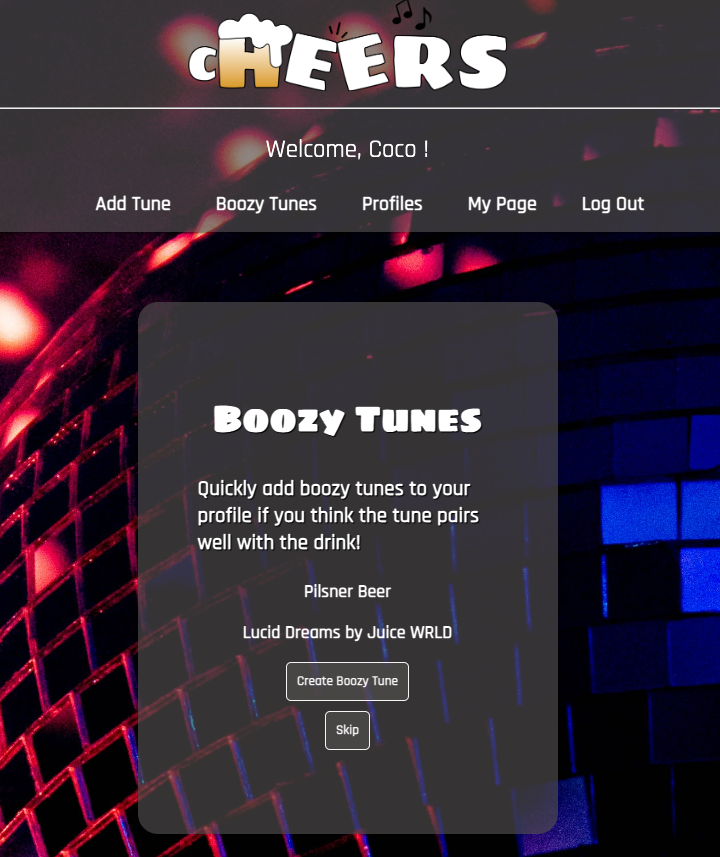 CHEERS
Welcome, Coco !
Add Tune Boozy Tunes Profiles My Page Log Out
Boozy Tunes
Quickly add boozy tunes to your
profile if you think the tune pairs
well with the drink!
Pilsner Beer
Lucid Dreams by Juice WRLD
Create Boozy Tune
Skip